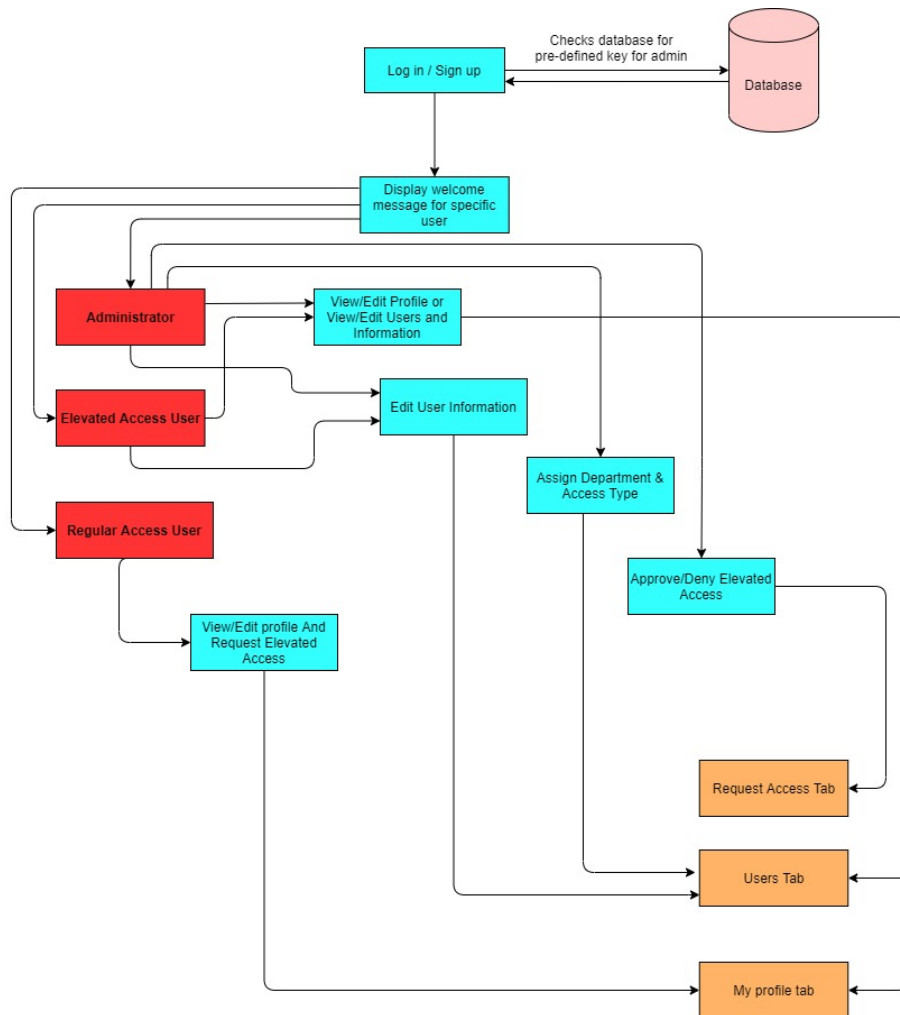 Checks database for
pre-defined key for admin
Log in / Sign up
Database
Display welcome
message for specific
user
Administrator
View/Edit Profile or
View/Edit Users and
Information
Elevated Access User
Edit User Information
Assign Department &
Access Type
Regular Access User
Approve/Deny Elevated
Access
View/Edit profile And
Request Elevated
Access
Request Access Tab
Users Tab
My profile tab